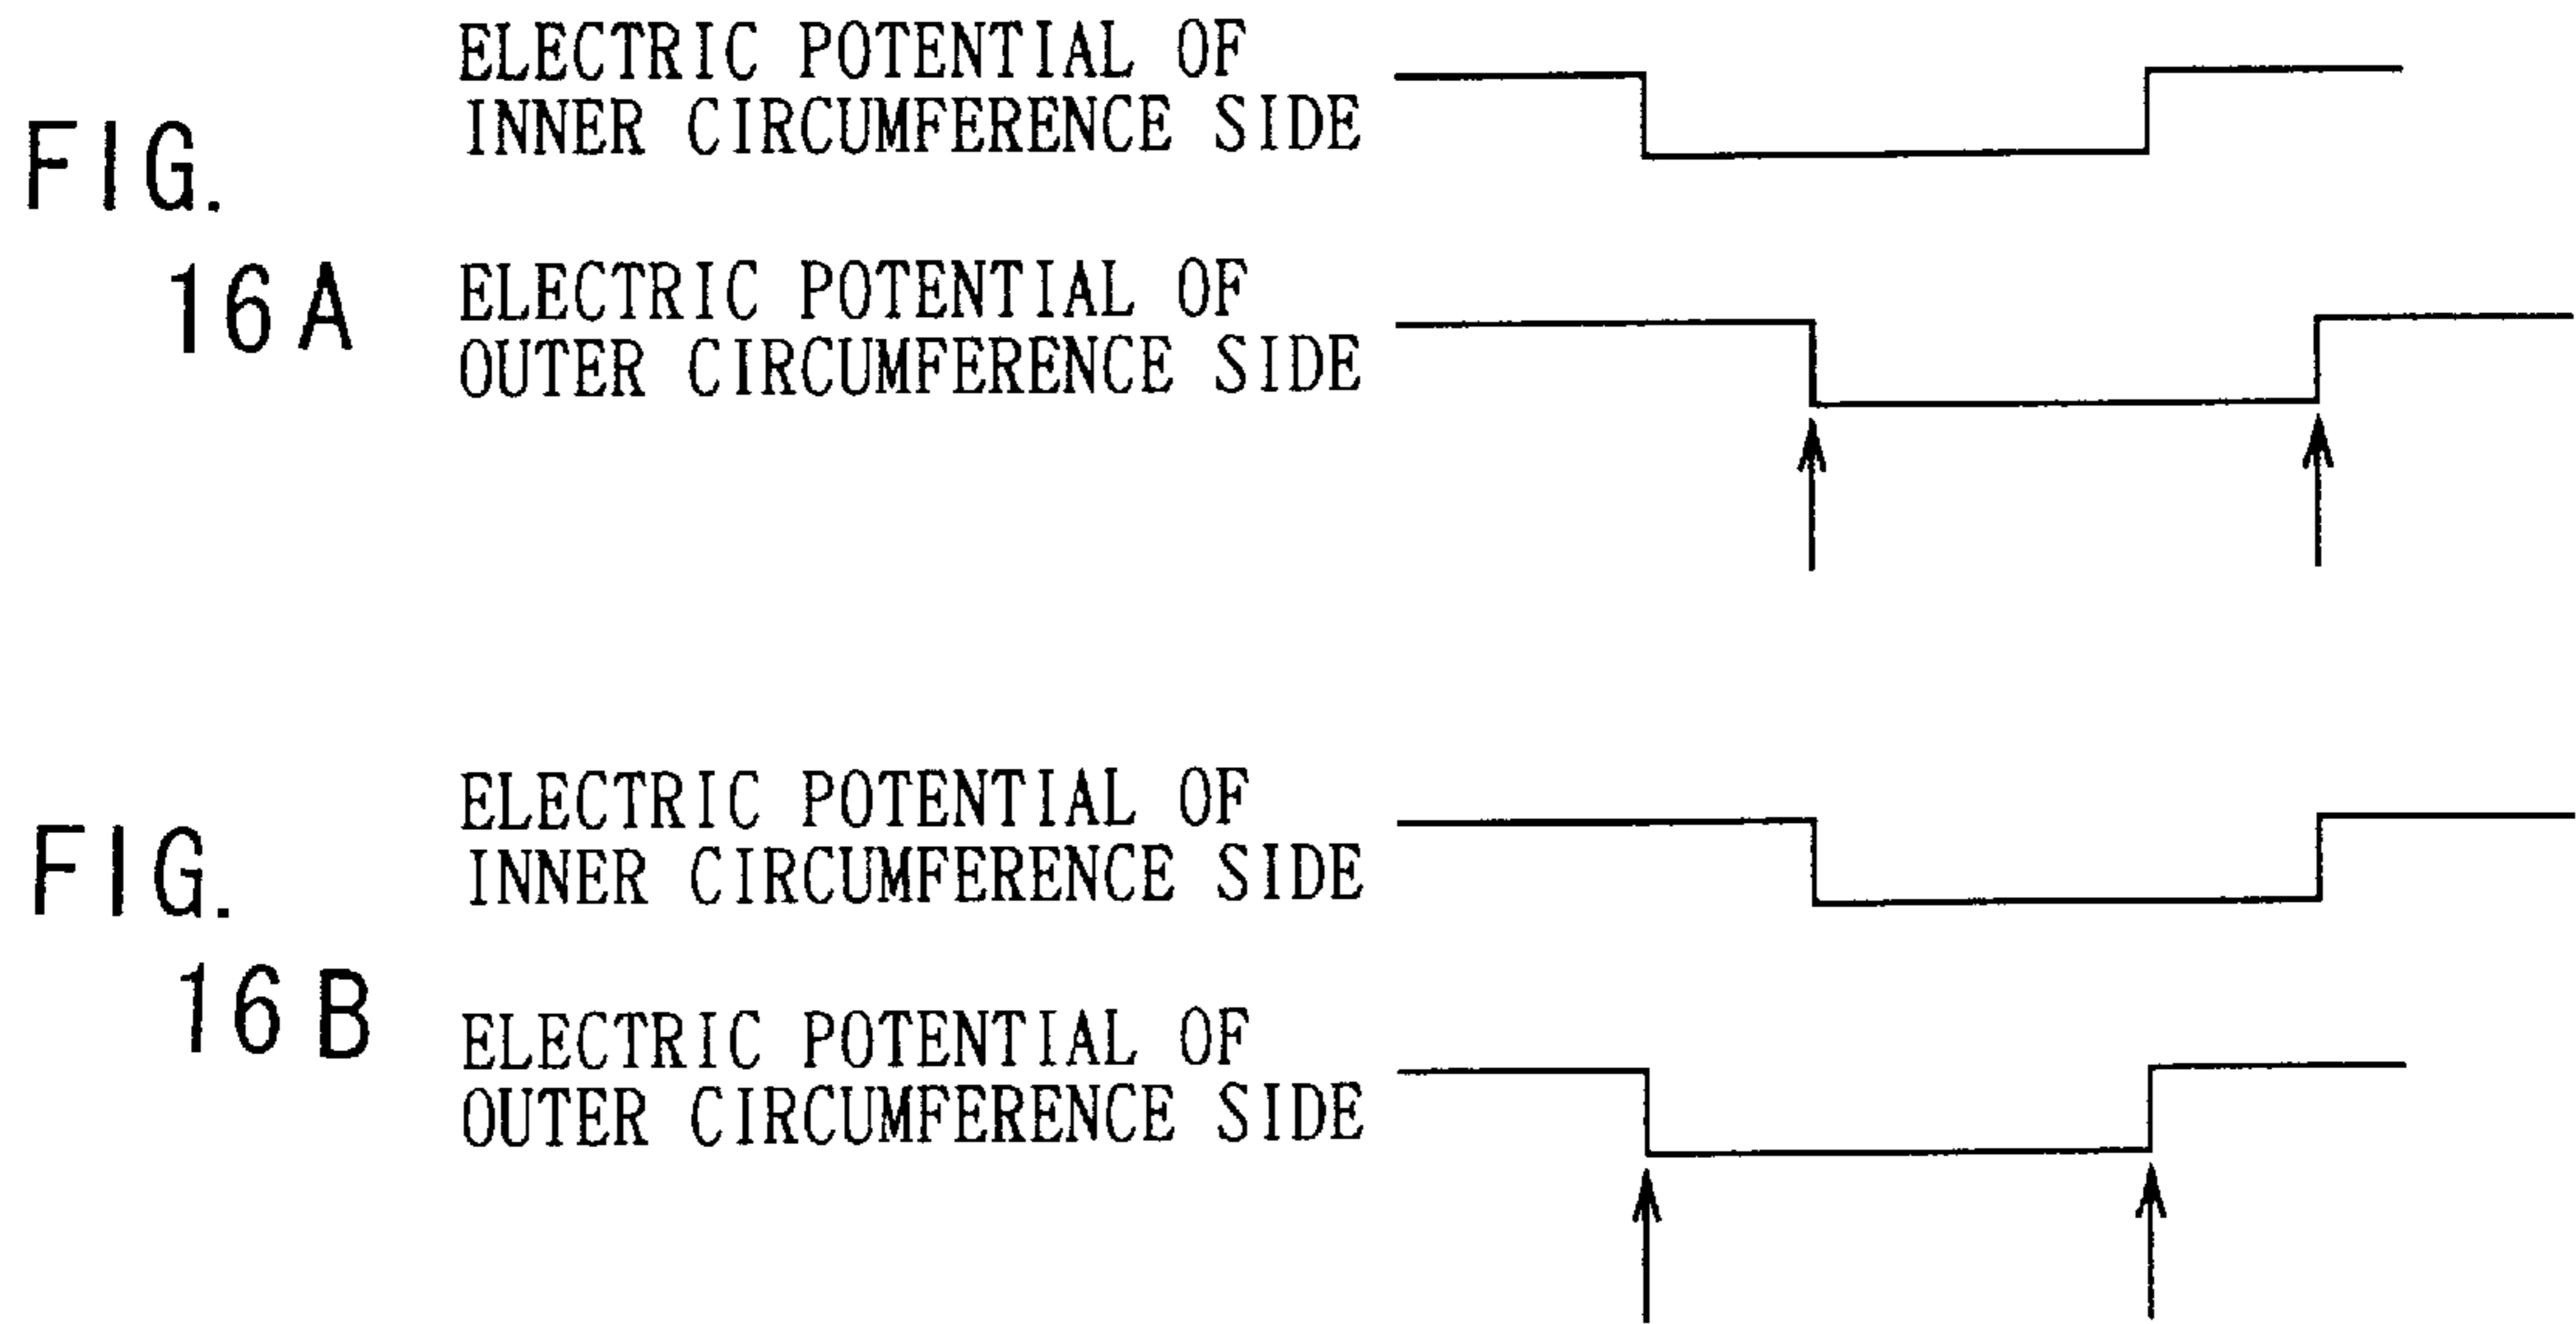 FIG.
16A
ELECTRIC POTENTIAL OF
INNER CIRCUMFERENCE SIDE
ELECTRIC POTENTIAL OF
OUTER CIRCUMFERENCE SIDE
FIG.
16B
ELECTRIC POTENTIAL OF
INNER CIRCUMFERENCE SIDE
ELECTRIC POTENTIAL OF
OUTER CIRCUMFERENCE SIDE